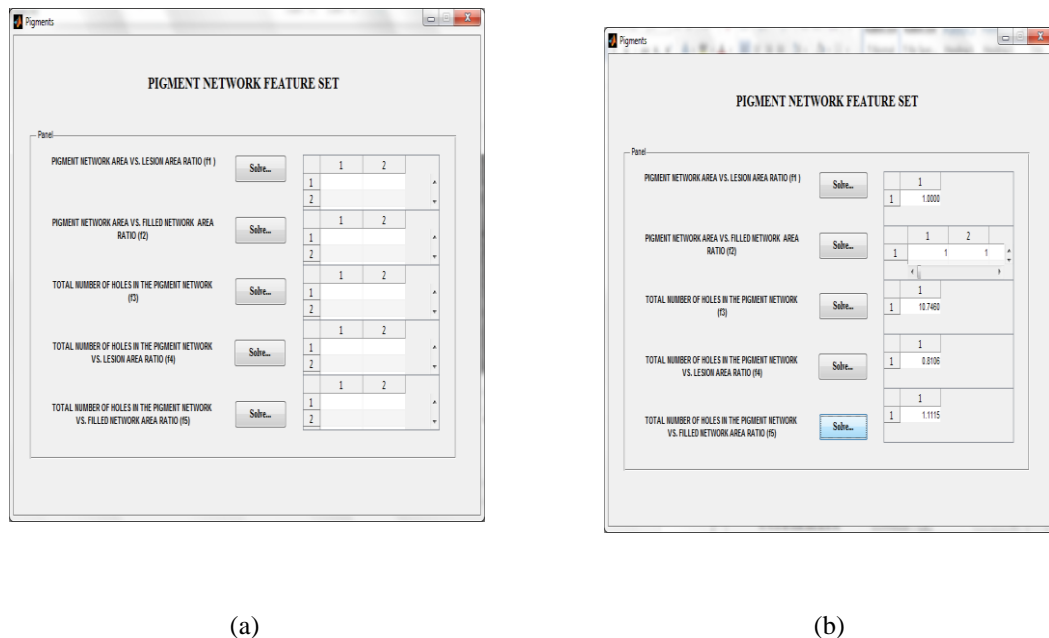 Pigments
PIGMENT NETWORK FEATURE SET
Panel
PIGMENT NETWORK AREA VS. LESION AREA RATIO (f1 )
Solve...
1 2
1
2
PIGMENT NETWORK AREA VS. FILLED NETWORK AREA
RATIO (f2)
Solve...
1 2
1
2
TOTAL NUMBER OF HOLES IN THE PIGMENT NETWORK
(f3)
Solve...
1 2
1
2
TOTAL NUMBER OF HOLES IN THE PIGMENT NETWORK
VS. LESION AREA RATIO (f4)
Solve...
1 2
1
2
TOTAL NUMBER OF HOLES IN THE PIGMENT NETWORK
VS. FILLED NETWORK AREA RATIO (f5)
Solve...
1 2
1
2
(a)
Pigments
PIGMENT NETWORK FEATURE SET
Panel
PIGMENT NETWORK AREA VS. LESION AREA RATIO (f1 )
Solve...
1
1 1.0000
PIGMENT NETWORK AREA VS. FILLED NETWORK AREA
RATIO (f2)
Solve...
1 2
1 1 1
TOTAL NUMBER OF HOLES IN THE PIGMENT NETWORK
(f3)
Solve...
1
1 10.7460
TOTAL NUMBER OF HOLES IN THE PIGMENT NETWORK
VS. LESION AREA RATIO (f4)
Solve...
1
1 0.8106
TOTAL NUMBER OF HOLES IN THE PIGMENT NETWORK
VS. FILLED NETWORK AREA RATIO (f5)
Solve...
1
1 1.1115
(b)